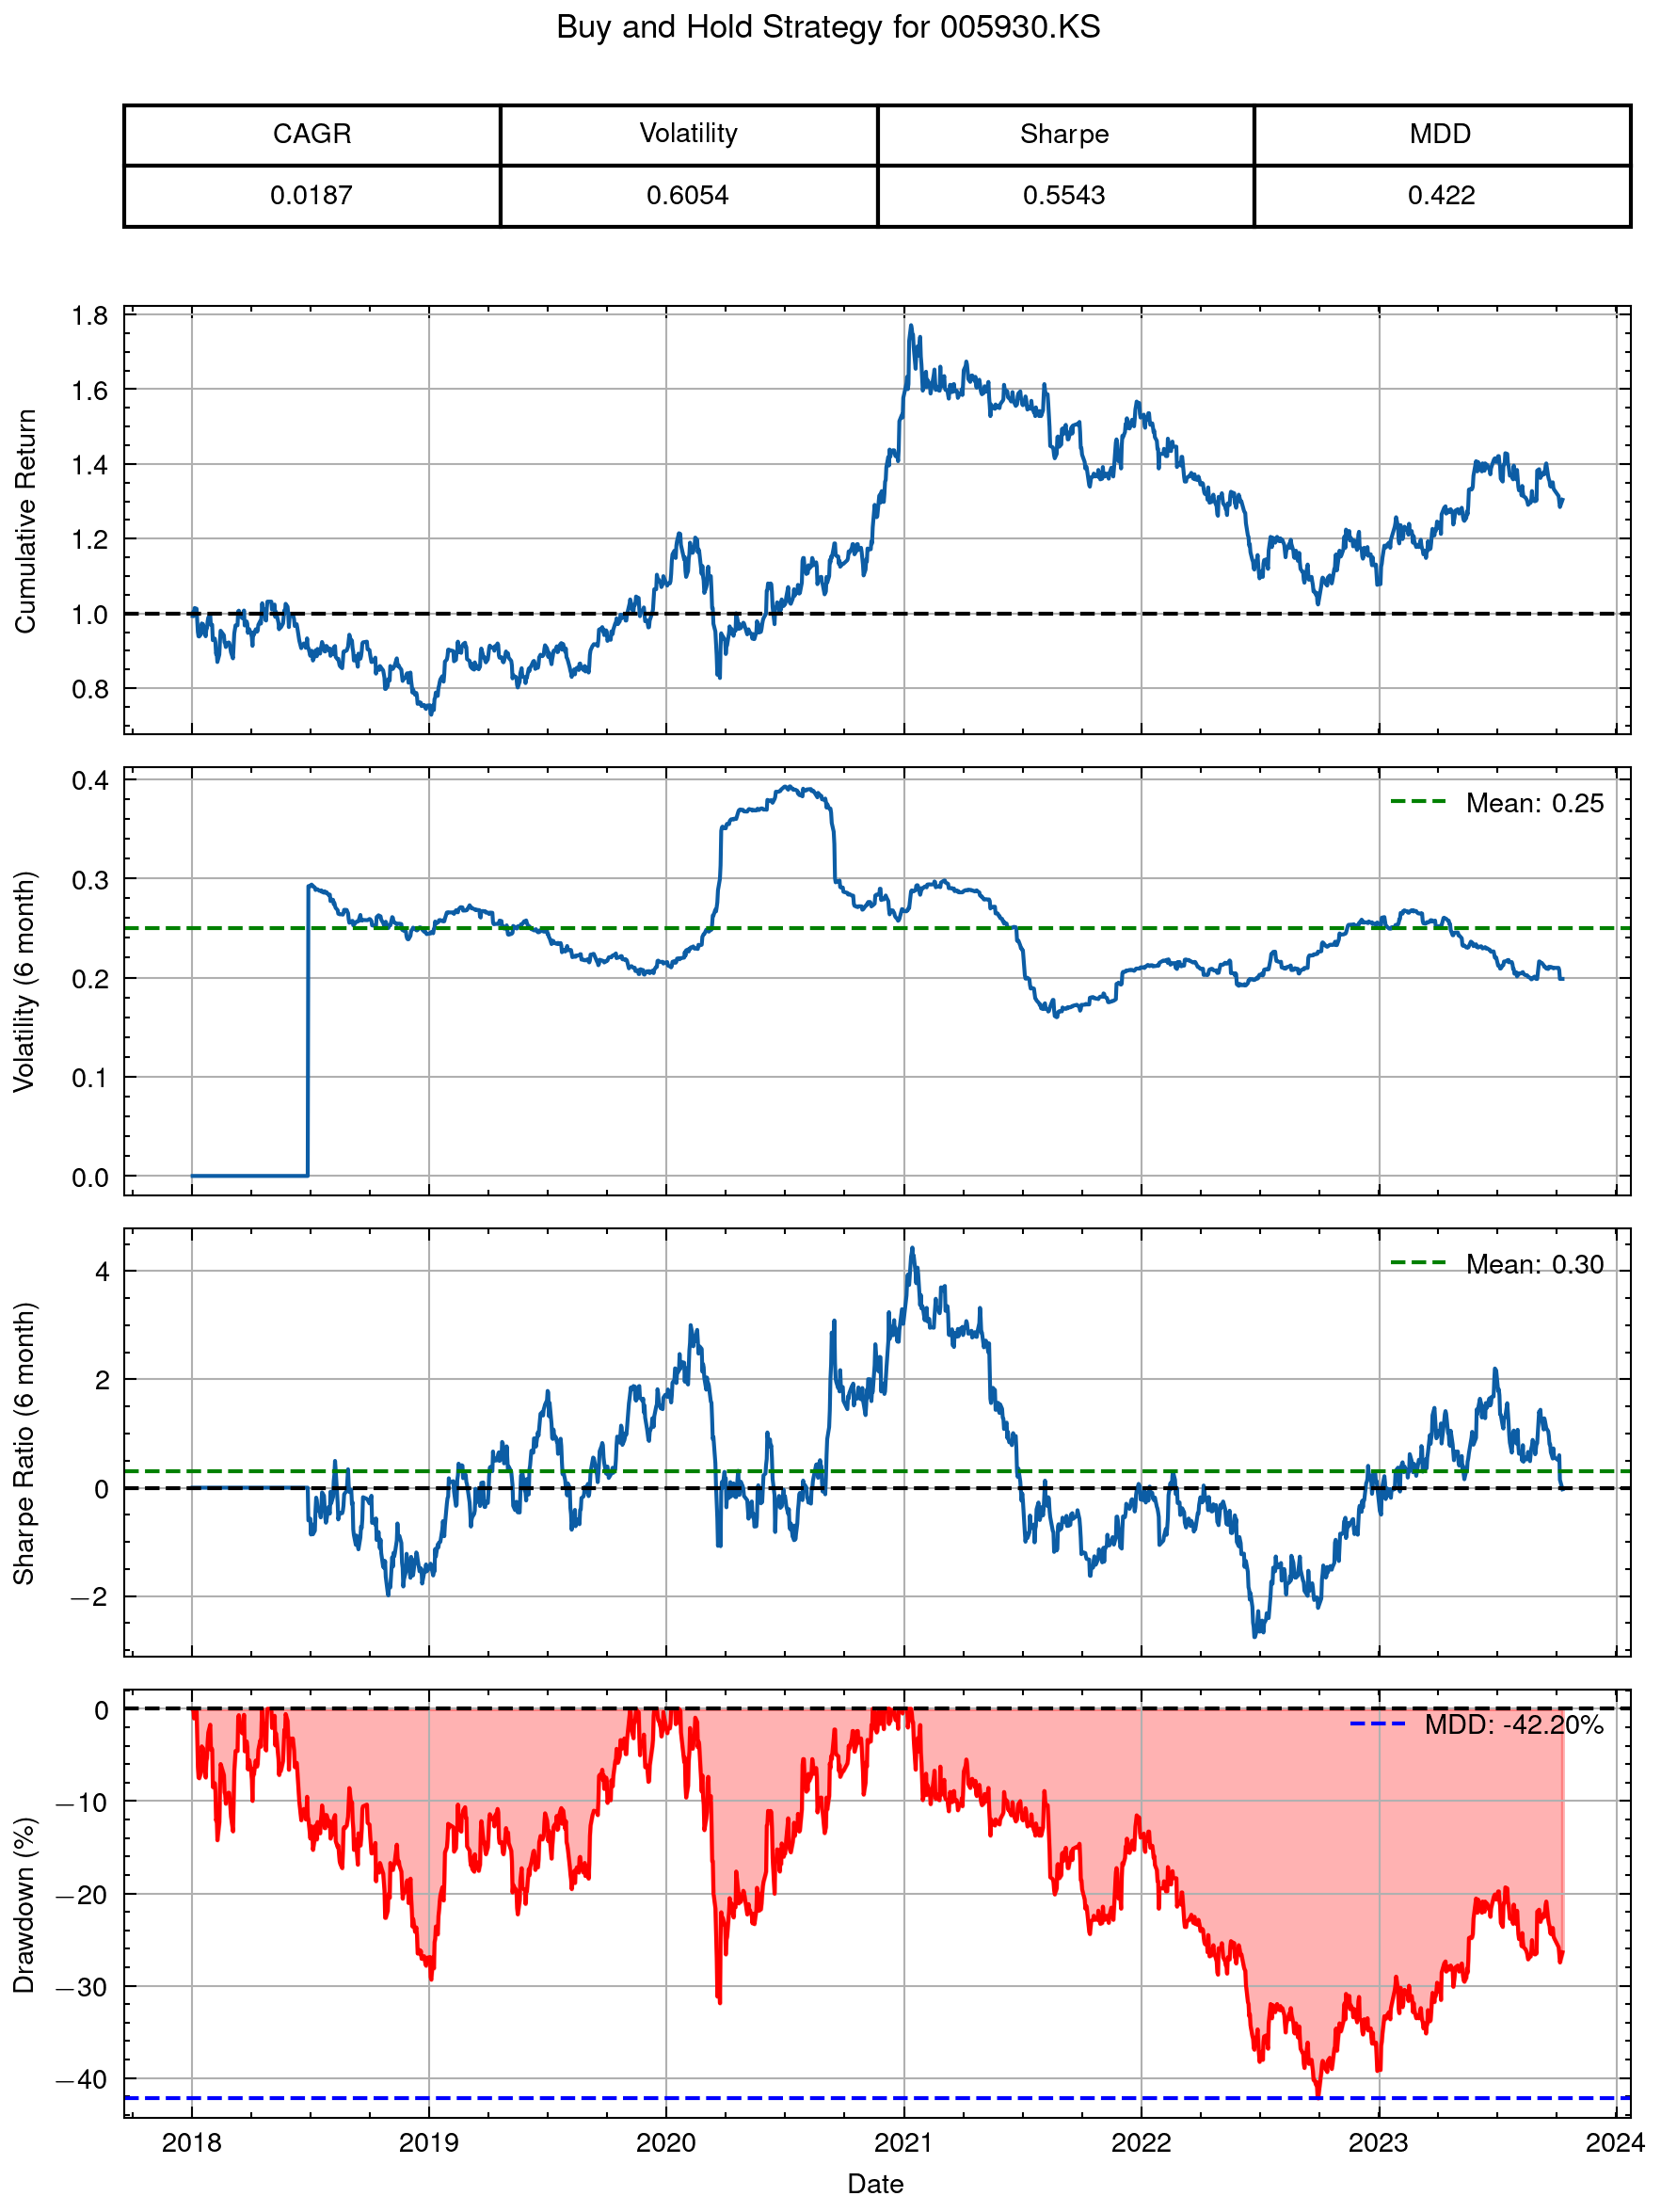 Buy and Hold Strategy for 005930.KS
CAGR Volatility Sharpe MDD
0.0187 0.6054 0.5543 0.422
Cumulative Return
1.8
1.6
1.4
1.2
1.0
0.8
Volatility (6 month)
0.4
0.3
0.2
0.1
0.0
Mean: 0.25
Sharpe Ratio (6 month)
4
2
0
−2
Mean: 0.30
Drawdown (%)
0
−10
−20
−30
−40
MDD: -42.20%
2018 2019 2020 2021 2022 2023 2024
Date